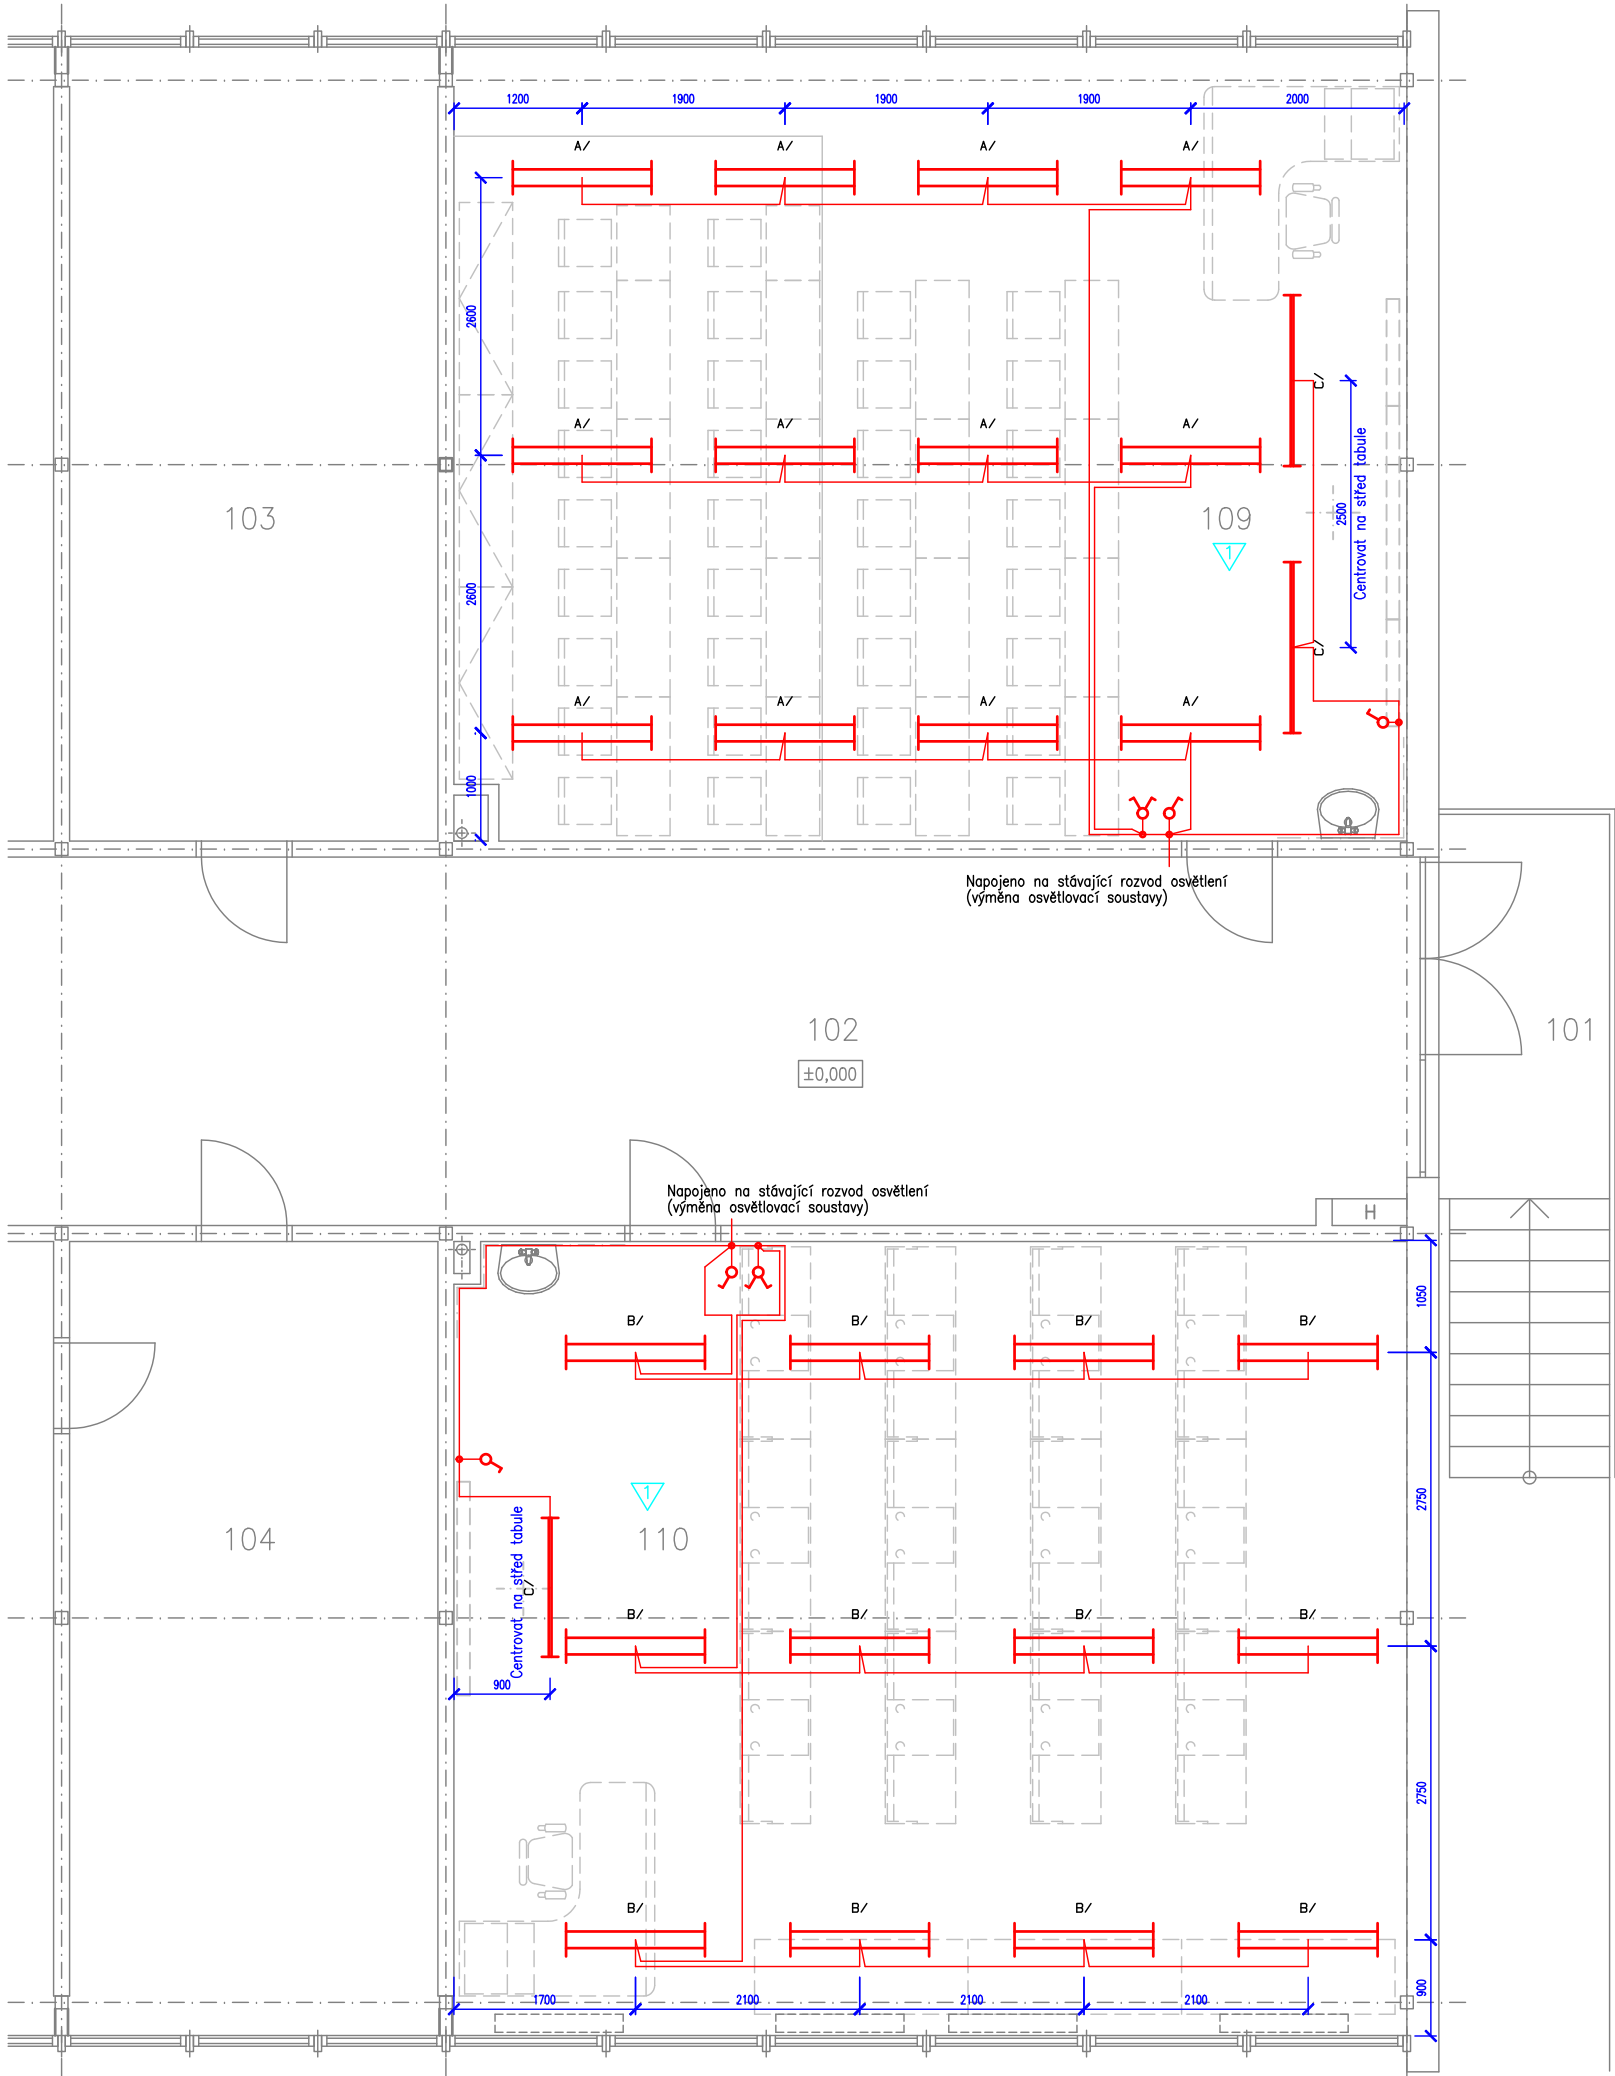 1200
1900
1900
1900
2000
A/
A/
A/
A/
2600
C/
A/
A/
A/
A/
103
109
1
2500
Centrovat na střed tabule
2600
C/
A/
A/
A/
A/
1000
Napojeno na stávající rozvod osvětlení
(výměna osvětlovací soustavy)
102
101
±0,000
Napojeno na stávající rozvod osvětlení
(výměna osvětlovací soustavy)
H
1050
B/
B/
B/
B/
1
2750
104
110
Centrovat na střed tabule
C/
B/
B/
B/
B/
900
2750
B/
B/
B/
B/
900
1700
2100
2100
2100